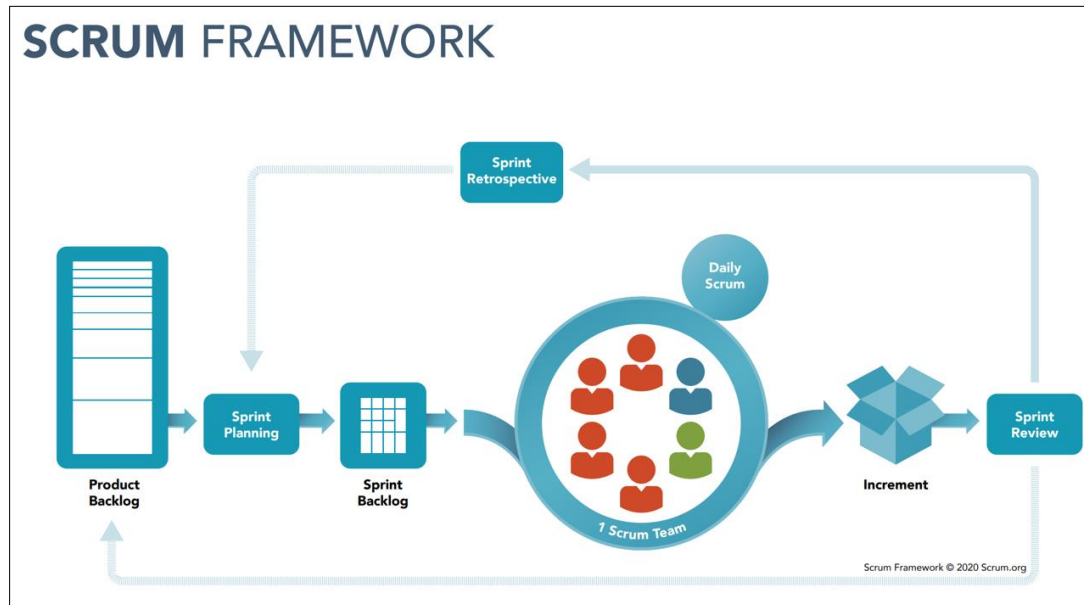 SCRUM FRAMEWORK
Sprint
Retrospective
Daily
Scrum
Sprint
Planning
Sprint
Review
Product
Backlog
Sprint
Backlog
1 Scrum Team
Increment
Scrum Framework © 2020 Scrum.org